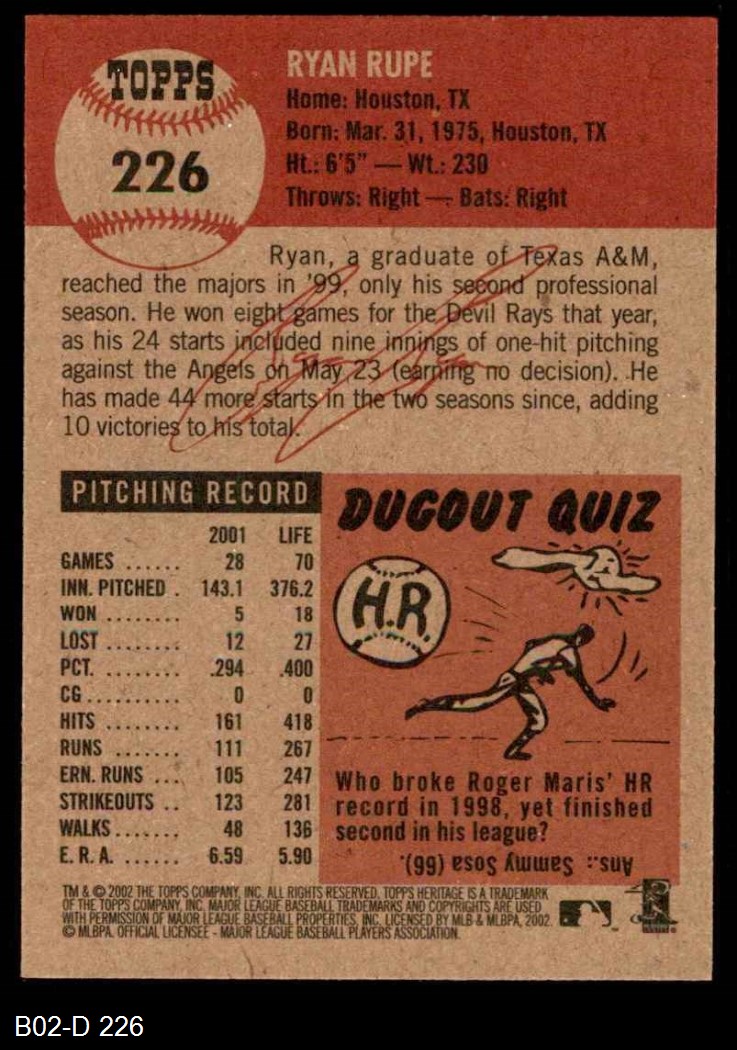 TOPPS
226
RYAN RUPE
Home: Houston, TX
Born: Mar. 31, 1975, Houston, TX
Ht.: 6'5" — Wt.: 230
Throws: Right — Bats: Right
Ryan, a graduate of Texas A&M,
reached the majors in '99, only his second professional
season. He won eight games for the Devil Rays that year,
as his 24 starts included nine innings of one-hit pitching
against the Angels on May 23 (earning no decision). He
has made 44 more starts in the two seasons since, adding
10 victories to his total.
PITCHING RECORD
2001 LIFE
GAMES ...... 28 70
INN. PITCHED . 143.1 376.2
WON ........ 5 18
LOST ........ 12 27
PCT. ........ .294 .400
CG.......... 0 0
HITS ........ 161 418
RUNS ....... 111 267
ERN. RUNS ... 105 247
STRIKEOUTS .. 123 281
WALKS....... 48 136
E. R. A. ...... 6.59 5.90
DUGOUT QUIZ
H.R.
Who broke Roger Maris' HR
record in 1998, yet finished
second in his league?
Ans.: Sammy Sosa (66).
TM & © 2002 THE TOPPS COMPANY, INC. ALL RIGHTS RESERVED. TOPPS HERITAGE IS A TRADEMARK
OF THE TOPPS COMPANY, INC. MAJOR LEAGUE BASEBALL TRADEMARKS AND COPYRIGHTS ARE USED
WITH PERMISSION OF MAJOR LEAGUE BASEBALL PROPERTIES, INC. LICENSED BY MLB & MLBPA, 2002.
© MLBPA. OFFICIAL LICENSEE - MAJOR LEAGUE BASEBALL PLAYERS ASSOCIATION.
B02-D 226